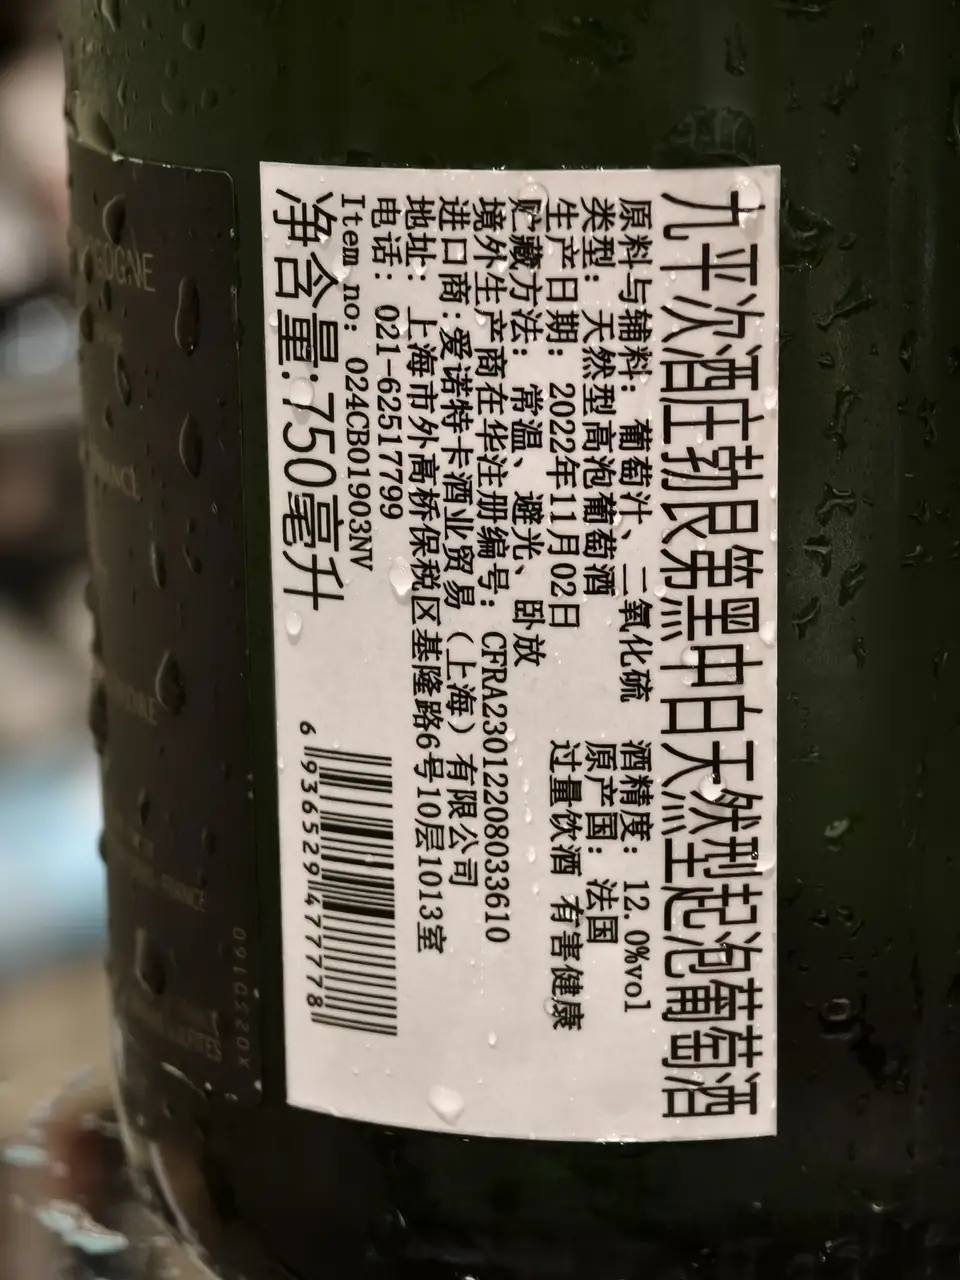 九平次酒庄勃艮第黑中白天然型起泡葡萄酒
原料与辅料：葡萄汁、二氧化硫 酒精度：12.0%vol
类型：天然型高泡葡萄酒 原产国：法国
生产日期：2022年11月02日 过量饮酒 有害健康
贮藏方法：常温、避光、卧放
境外生产商在华注册编号：CFRA23012208033610
进口商:爱诺特卡酒业贸易（上海）有限公司
地址：上海市外高桥保税区基隆路6号10层1013室
电话：021-62517799
Item no: 024CB01903NV
净含量:750毫升
6 936529 477778